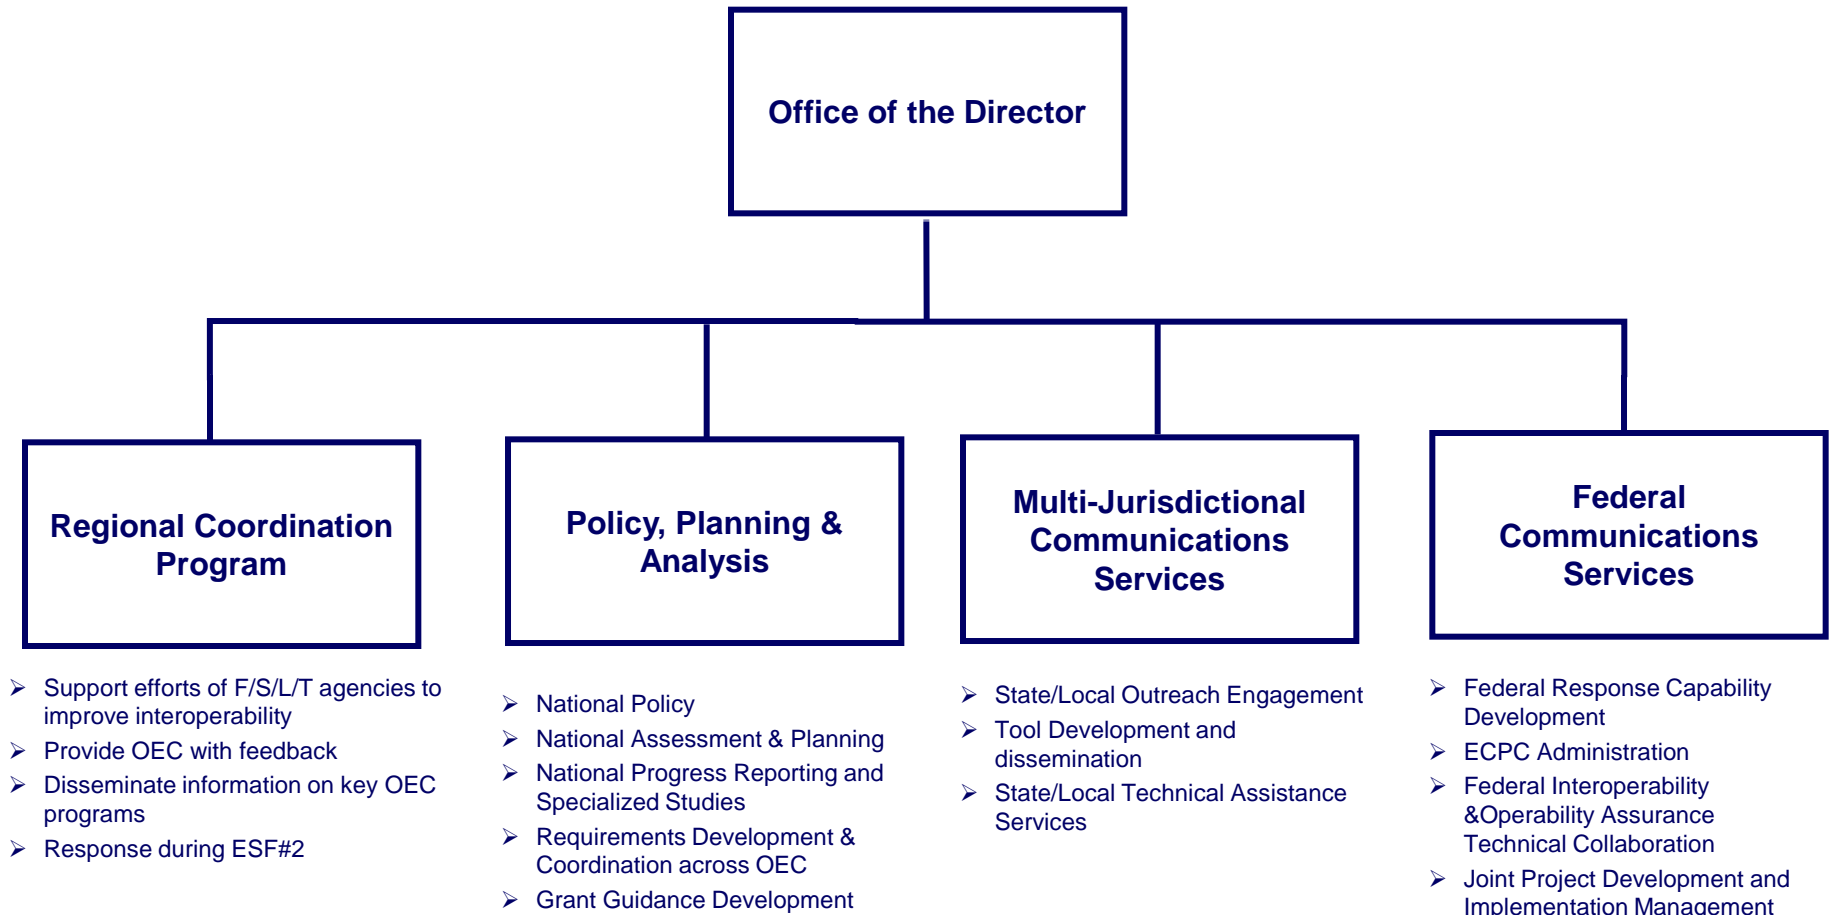 Office of the Director
Regional Coordination
Program
Policy, Planning &
Analysis
Multi-Jurisdictional
Communications
Services
Federal
Communications
Services
➢ Support efforts of F/S/L/T agencies to
improve interoperability
➢ Provide OEC with feedback
➢ Disseminate information on key OEC
programs
➢ Response during ESF#2
➢ National Policy
➢ National Assessment & Planning
➢ National Progress Reporting and
Specialized Studies
➢ Requirements Development &
Coordination across OEC
➢ Grant Guidance Development
➢ State/Local Outreach Engagement
➢ Tool Development and
dissemination
➢ State/Local Technical Assistance
Services
➢ Federal Response Capability
Development
➢ ECPC Administration
➢ Federal Interoperability
&Operability Assurance
Technical Collaboration
➢ Joint Project Development and
Implementation Management